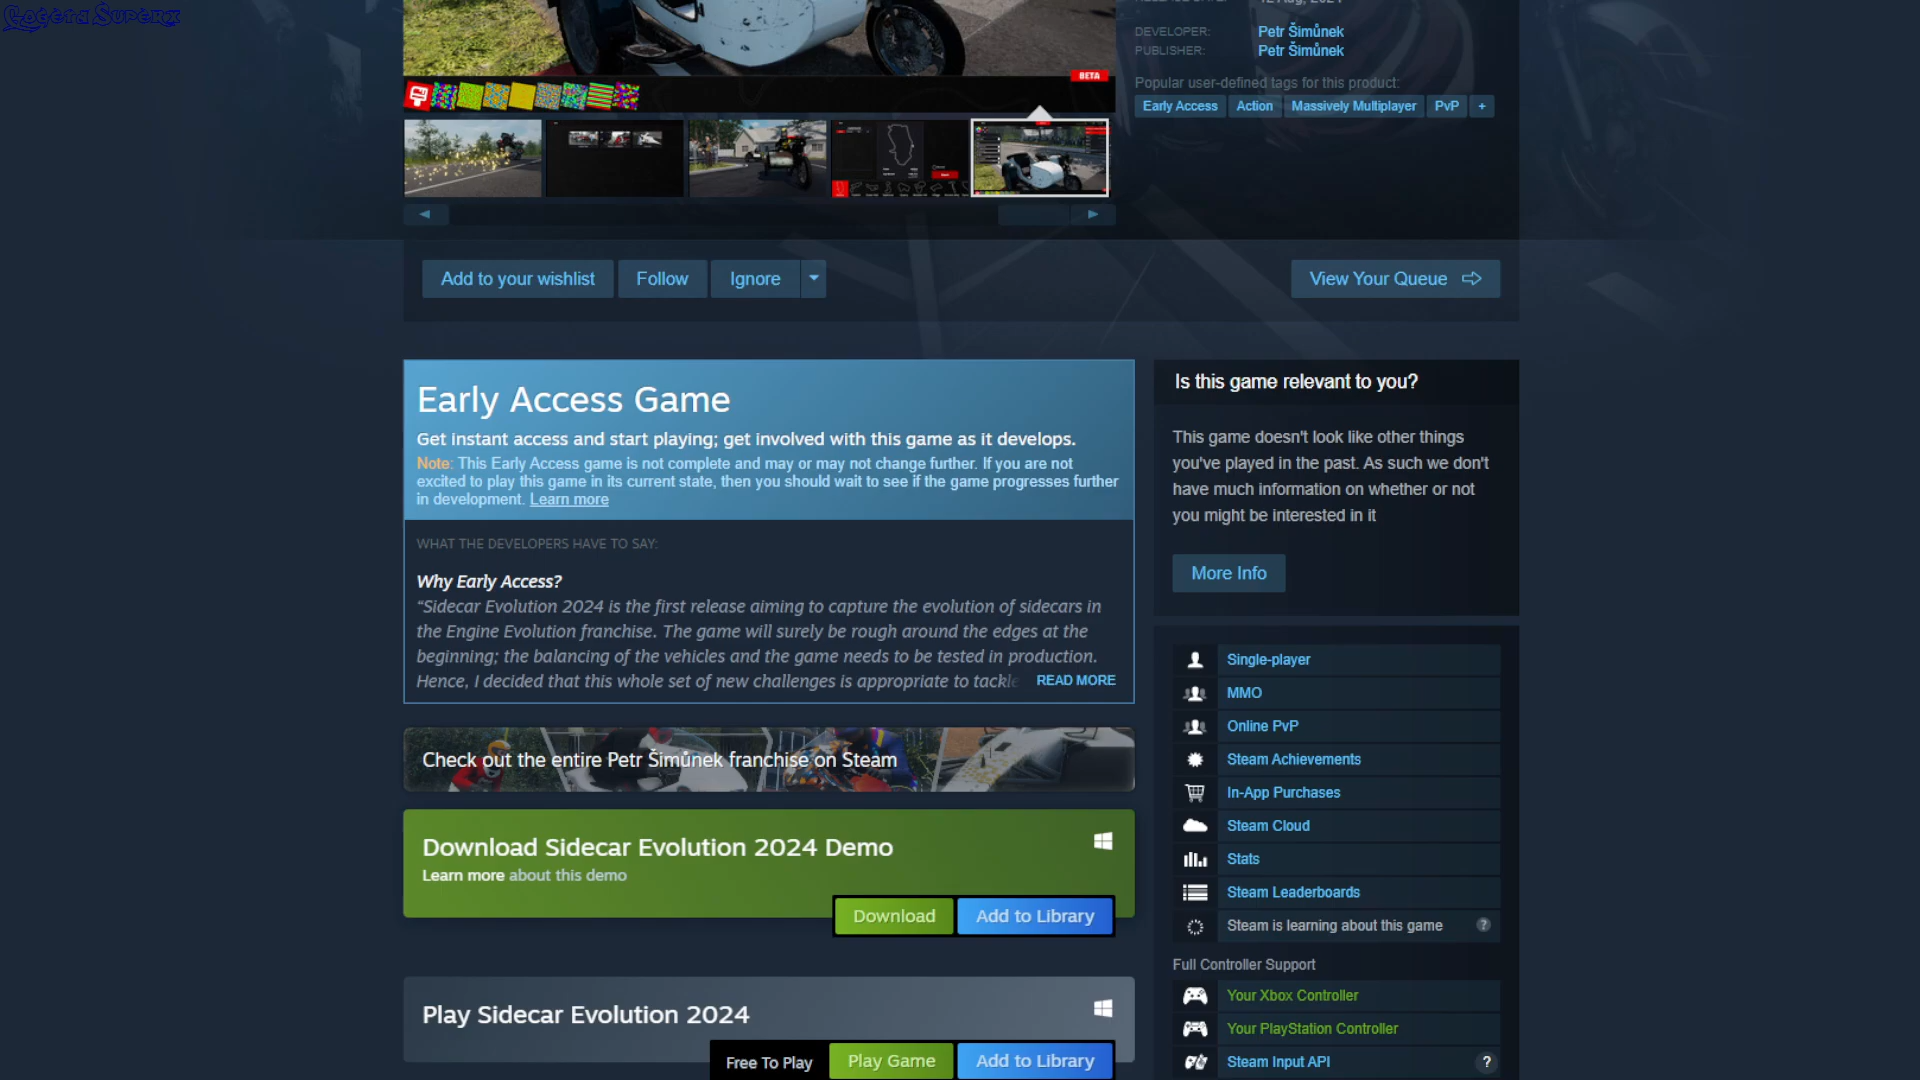 Gogeta Superx
DEVELOPER: Petr Šimůnek
PUBLISHER: Petr Šimůnek
BETA
Popular user-defined tags for this product:
Early Access Action Massively Multiplayer PvP +
Add to your wishlist Follow Ignore View Your Queue
Early Access Game
Get instant access and start playing; get involved with this game as it develops.
Note: This Early Access game is not complete and may or may not change further. If you are not
excited to play this game in its current state, then you should wait to see if the game progresses further
in development. Learn more
WHAT THE DEVELOPERS HAVE TO SAY:
Why Early Access?
“Sidecar Evolution 2024 is the first release aiming to capture the evolution of sidecars in
the Engine Evolution franchise. The game will surely be rough around the edges at the
beginning; the balancing of the vehicles and the game needs to be tested in production.
Hence, I decided that this whole set of new challenges is appropriate to tackle READ MORE
Check out the entire Petr Šimůnek franchise on Steam
Download Sidecar Evolution 2024 Demo
Learn more about this demo
Download Add to Library
Play Sidecar Evolution 2024
Free To Play Play Game Add to Library
Is this game relevant to you?
This game doesn't look like other things
you've played in the past. As such we don't
have much information on whether or not
you might be interested in it
More Info
Single-player
MMO
Online PvP
Steam Achievements
In-App Purchases
Steam Cloud
Stats
Steam Leaderboards
Steam is learning about this game ?
Full Controller Support
Your Xbox Controller
Your PlayStation Controller
Steam Input API ?